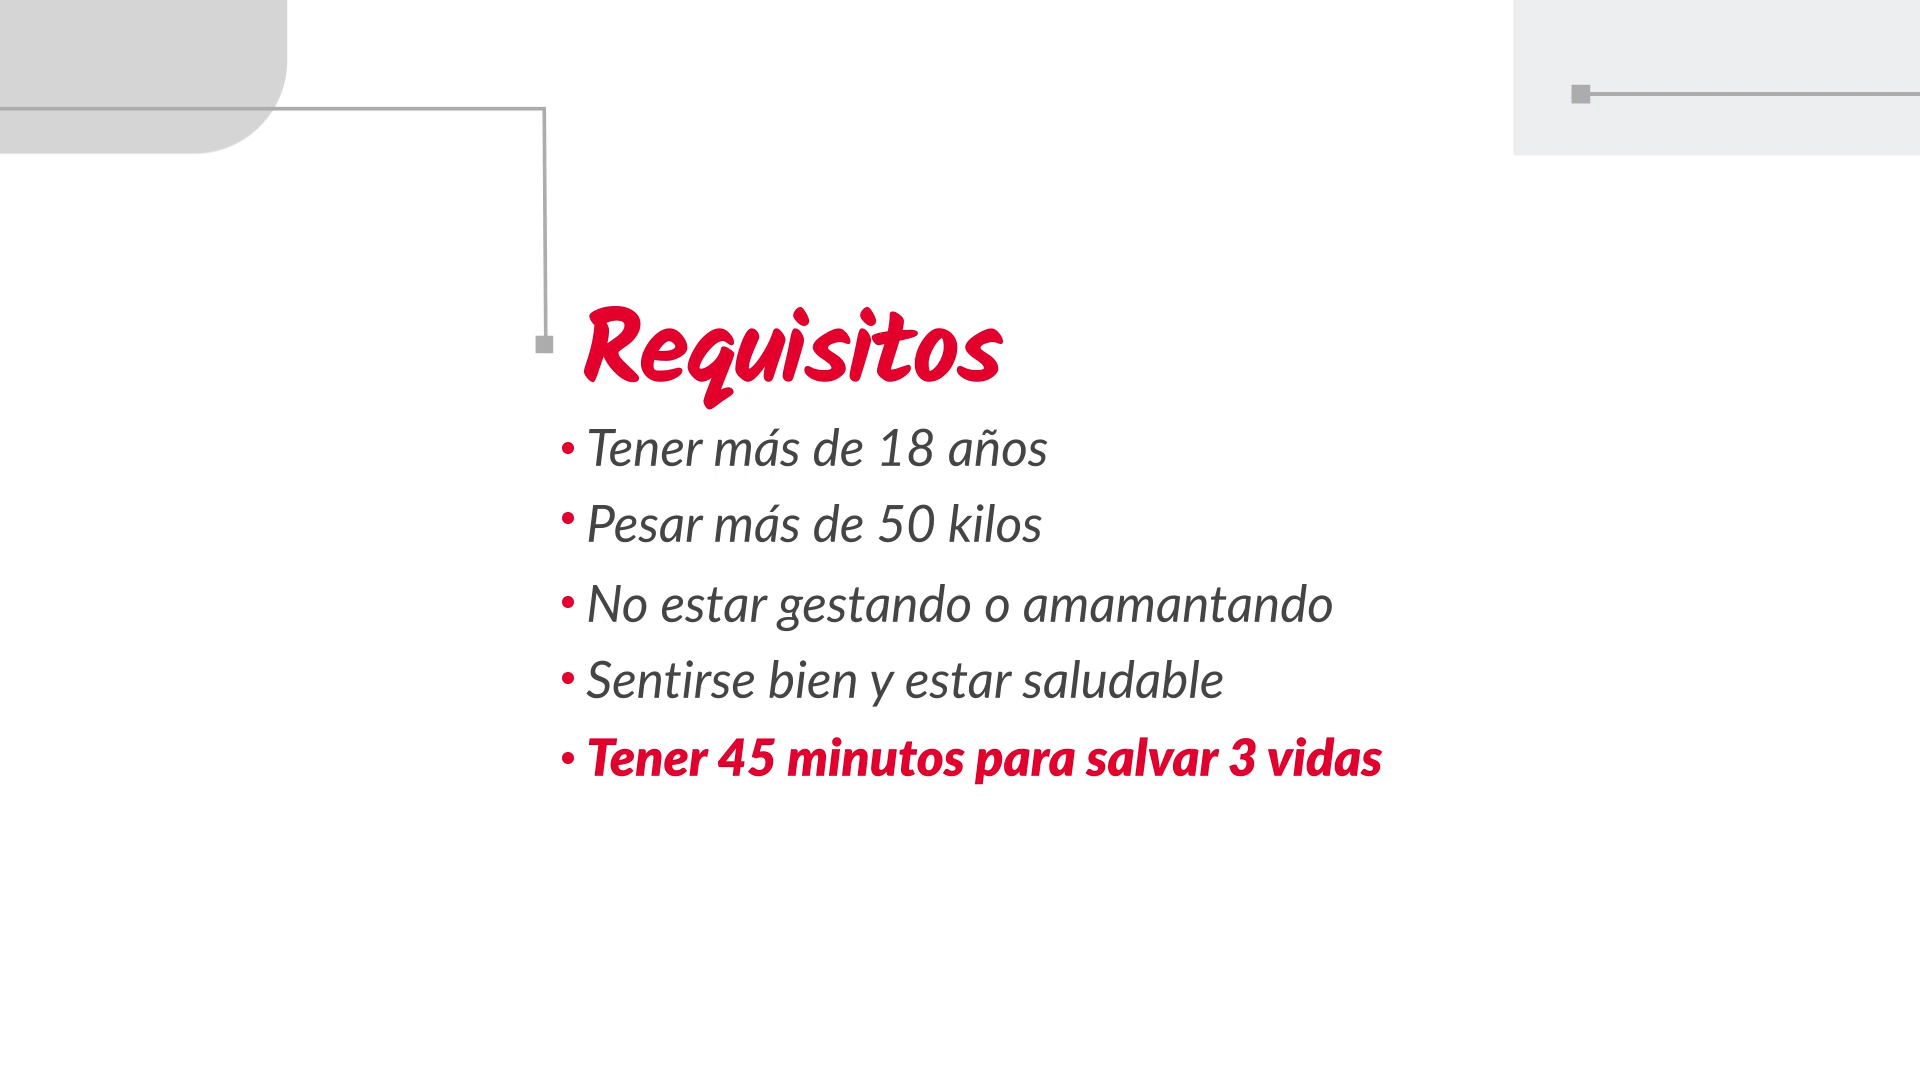 Requisitos
• Tener más de 18 años
• Pesar más de 50 kilos
• No estar gestando o amamantando
• Sentirse bien y estar saludable
• Tener 45 minutos para salvar 3 vidas